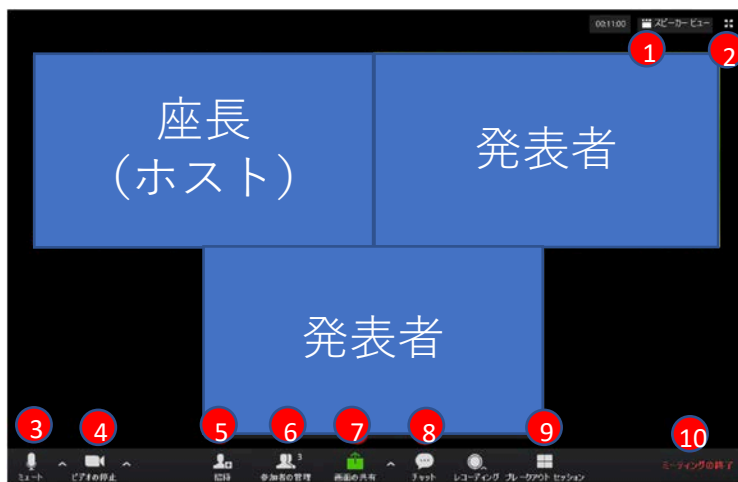 00:11:00 スピーカー ビュー
1
2
座長
（ホスト）
発表者
発表者
3
4
5
6
7
8
9
10
ミュート
ビデオの停止
招待
3
参加者の管理
画面の共有
チャット
レコーディング
ブレークアウト セッション
ミーティングの終了